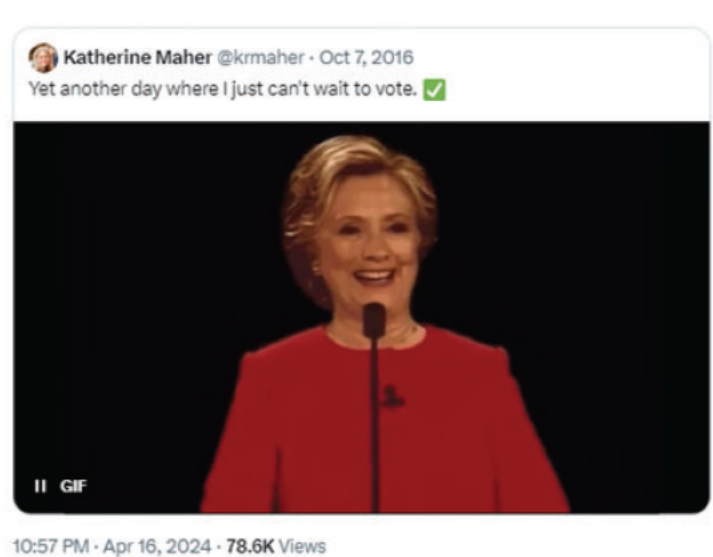 Katherine Maher @krmaher · Oct 7, 2016
Yet another day where I just can't wait to vote. ✅
GIF
10:57 PM · Apr 16, 2024 · 78.6K Views